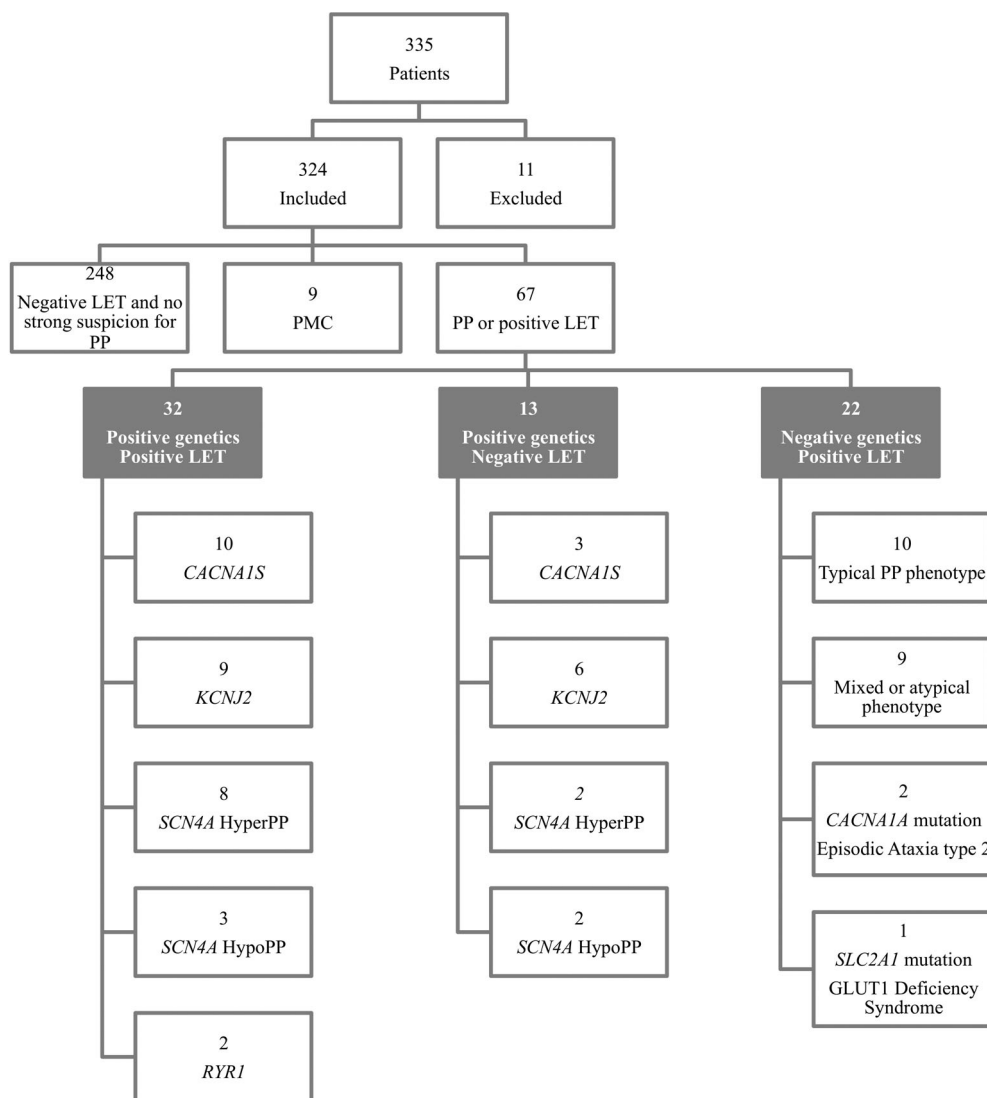 335
Patients
324
Included
11
Excluded
248
Negative LET and no
strong suspicion for
PP
9
PMC
67
PP or positive LET
32
Positive genetics
Positive LET
13
Positive genetics
Negative LET
22
Negative genetics
Positive LET
10
CACNA1S
3
CACNA1S
10
Typical PP phenotype
9
KCNJ2
6
KCNJ2
9
Mixed or atypical
phenotype
8
SCN4A HyperPP
2
SCN4A HyperPP
2
CACNA1A mutation
Episodic Ataxia type 2
3
SCN4A HypoPP
2
SCN4A HypoPP
1
SLC2A1 mutation
GLUT1 Deficiency
Syndrome
2
RYR1